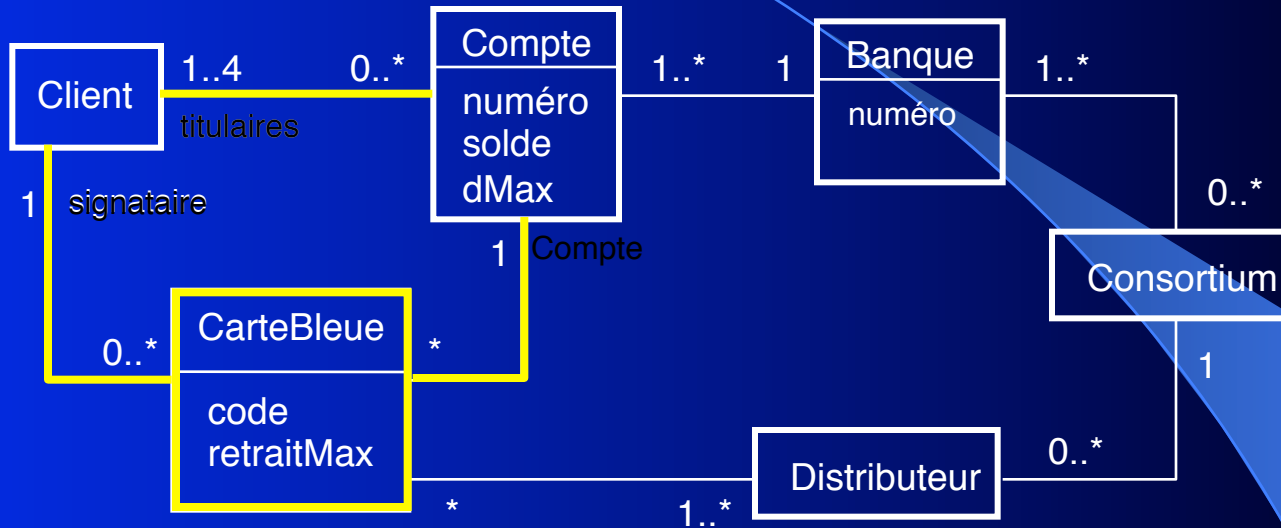 Client
1..4
0..*
titulaires
Compte
numéro
solde
dMax
1..*
1
Banque
numéro
1..*
0..*
Consortium
1
signataire
1
Compte
0..*
CarteBleue
*
code
retraitMax
*
1..*
Distributeur
0..*
1